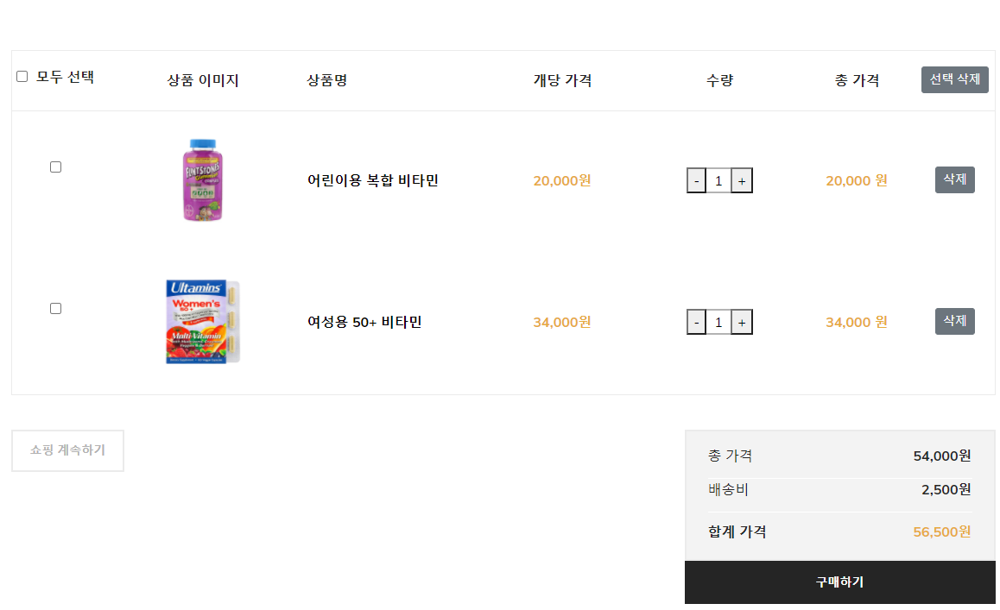 모두 선택 상품 이미지 상품명 개당 가격 수량 총 가격 선택 삭제
FLINTSTONES
어린이용 복합 비타민 20,000원 - 1 + 20,000 원 삭제
Ultamins
Women's
50+
Multi-Vitamin
여성용 50+ 비타민 34,000원 - 1 + 34,000 원 삭제
쇼핑 계속하기
총 가격 54,000원
배송비 2,500원
합계 가격 56,500원
구매하기